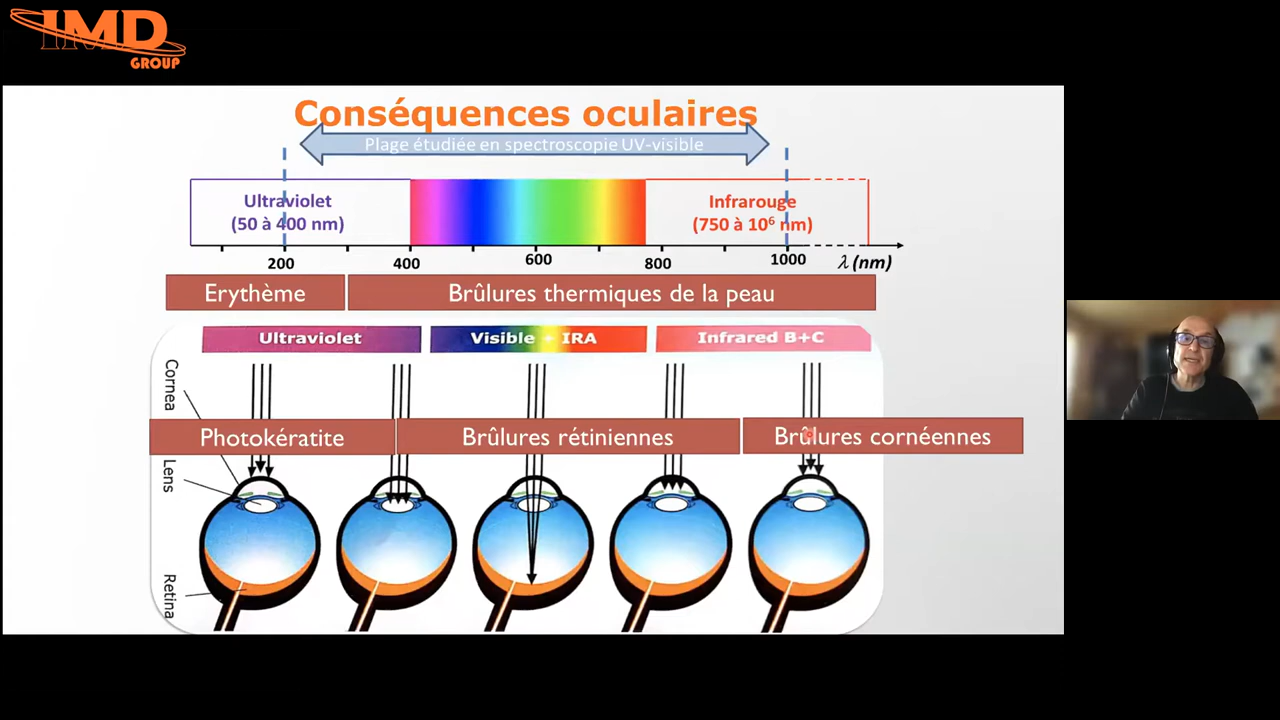 IMD
GROUP
Conséquences oculaires
Plage étudiée en spectroscopie UV-visible
Ultraviolet
(50 à 400 nm)
Infrarouge
(750 à 10⁶ nm)
200
400
600
800
1000
λ (nm)
Erythème
Brûlures thermiques de la peau
Ultraviolet
Visible + IRA
Infrared B+C
Cornea
Photokératite
Brûlures rétiniennes
Brûlures cornéennes
Lens
Retina